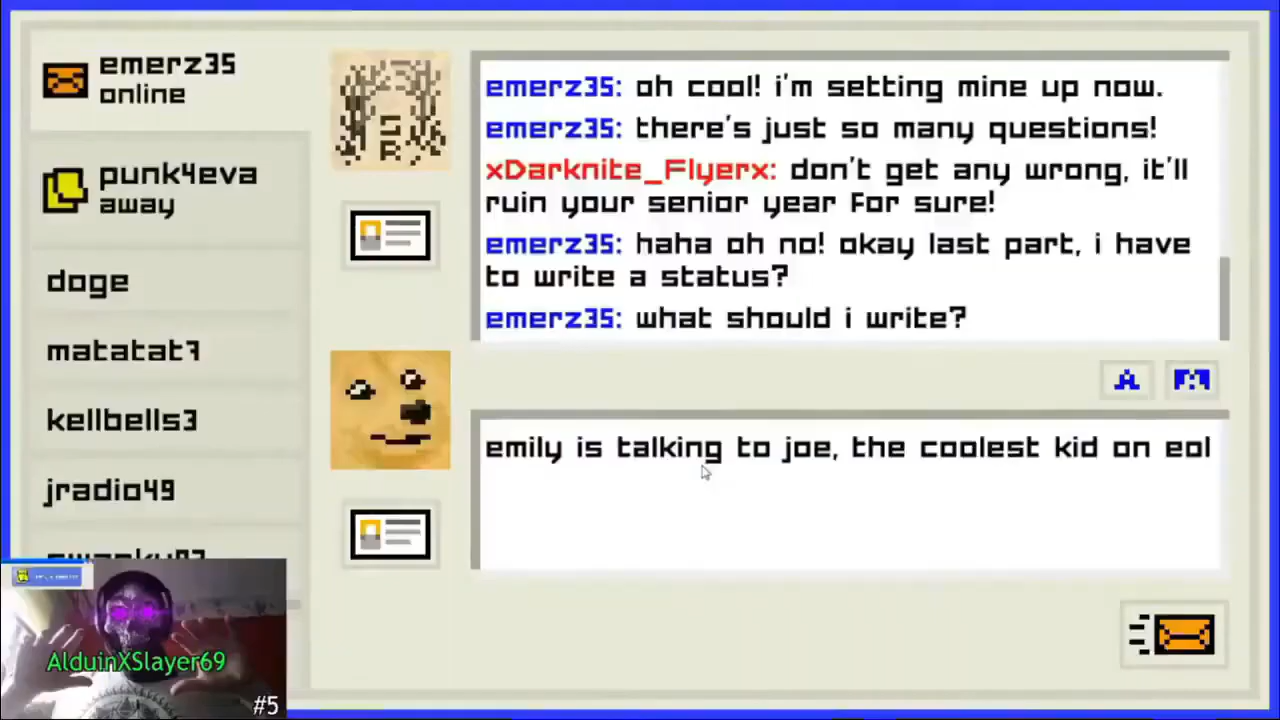 emerz35
online
punk4eva
away
doge
matatat7
kellbells3
jradio49
emerz35: oh cool! i'm setting mine up now.
emerz35: there's just so many questions!
xDarknite_Flyerx: don't get any wrong, it'll
ruin your senior year for sure!
emerz35: haha oh no! okay last part, i have
to write a status?
emerz35: what should i write?
A
emily is talking to joe, the coolest kid on eol
AlduinXSlayer69
#5